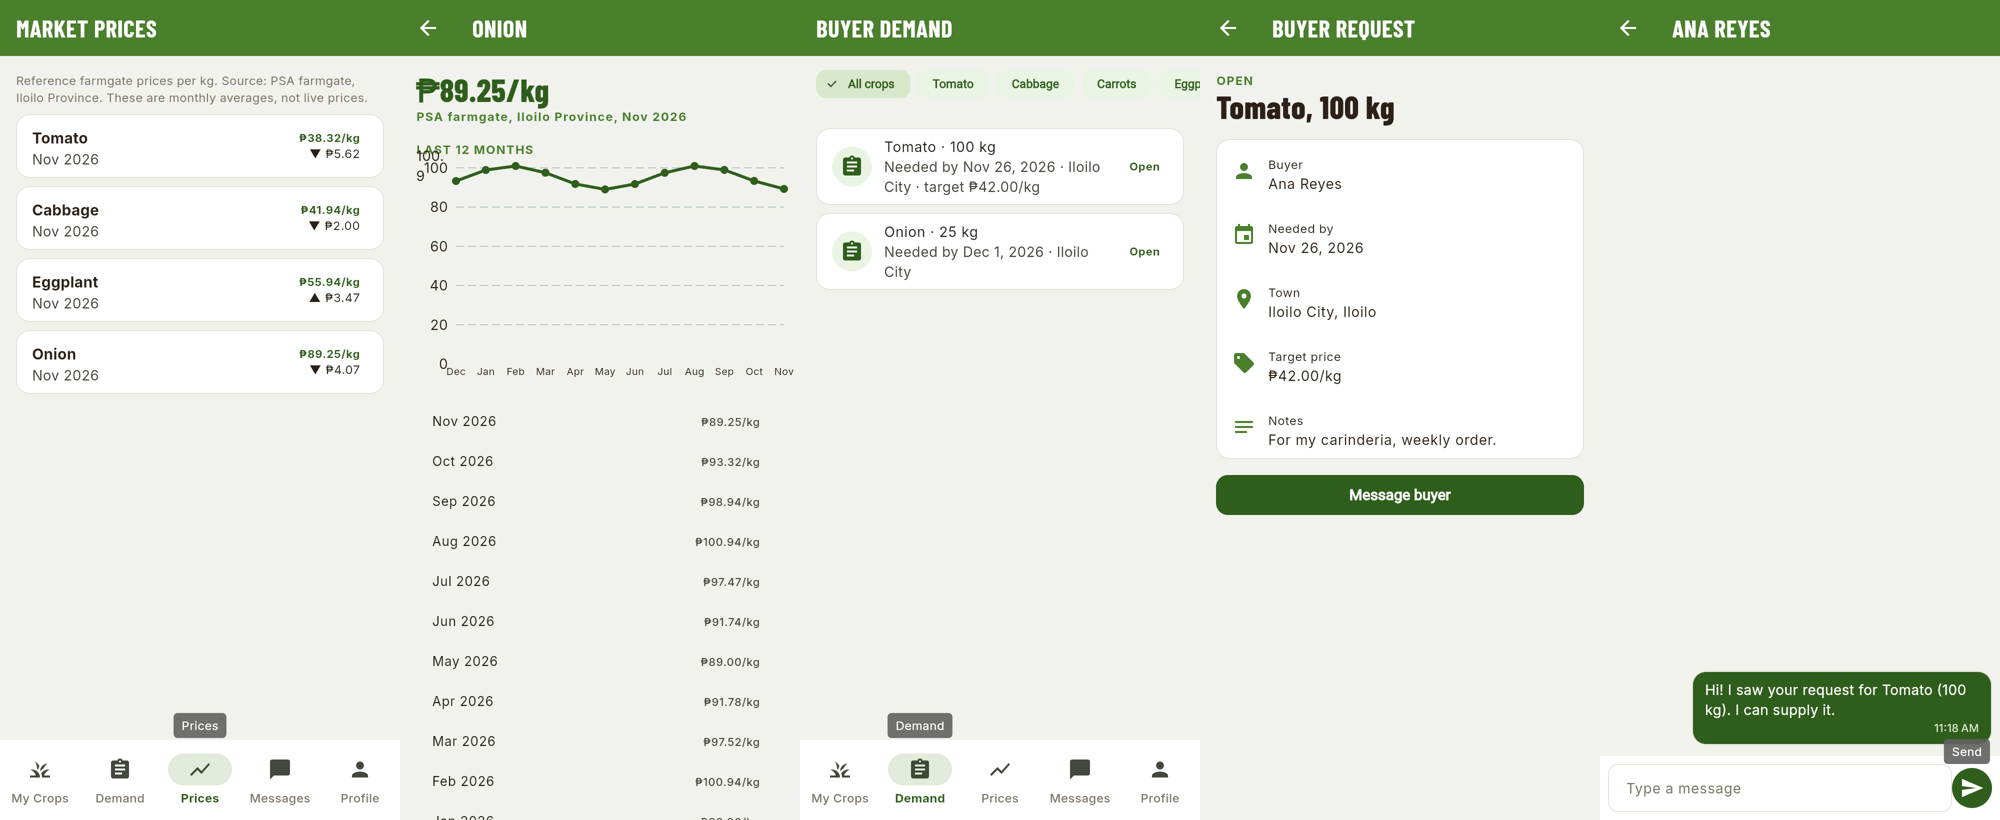 MARKET PRICES
Reference farmgate prices per kg. Source: PSA farmgate,
Iloilo Province. These are monthly averages, not live prices.
Tomato
₱38.32/kg
Nov 2026
▼ ₱5.62
Cabbage
₱41.94/kg
Nov 2026
▼ ₱2.00
Eggplant
₱55.94/kg
Nov 2026
▲ ₱3.47
Onion
₱89.25/kg
Nov 2026
▼ ₱4.07
Prices
My Crops
Demand
Prices
Messages
Profile
ONION
₱89.25/kg
PSA farmgate, Iloilo Province, Nov 2026
LAST 12 MONTHS
100.
9
100
80
60
40
20
0
Dec Jan Feb Mar Apr May Jun Jul Aug Sep Oct Nov
Nov 2026 ₱89.25/kg
Oct 2026 ₱93.32/kg
Sep 2026 ₱98.94/kg
Aug 2026 ₱100.94/kg
Jul 2026 ₱97.47/kg
Jun 2026 ₱91.74/kg
May 2026 ₱89.00/kg
Apr 2026 ₱91.78/kg
Mar 2026 ₱97.52/kg
Feb 2026 ₱100.94/kg
BUYER DEMAND
All crops
Tomato
Cabbage
Carrots
Eggp
Tomato · 100 kg
Needed by Nov 26, 2026 · Iloilo
City · target ₱42.00/kg
Open
Onion · 25 kg
Needed by Dec 1, 2026 · Iloilo
City
Open
Demand
My Crops
Demand
Prices
Messages
Profile
BUYER REQUEST
OPEN
Tomato, 100 kg
Buyer
Ana Reyes
Needed by
Nov 26, 2026
Town
Iloilo City, Iloilo
Target price
₱42.00/kg
Notes
For my carinderia, weekly order.
Message buyer
ANA REYES
Hi! I saw your request for Tomato (100
kg). I can supply it.
11:18 AM
Send
Type a message